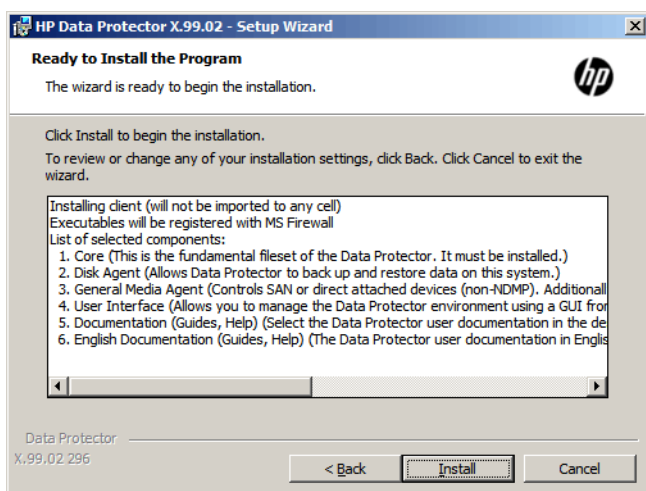 HP Data Protector X.99.02 - Setup Wizard
Ready to Install the Program
The wizard is ready to begin the installation.
hp
Click Install to begin the installation.
To review or change any of your installation settings, click Back. Click Cancel to exit the
wizard.
Installing client (will not be imported to any cell)
Executables will be registered with MS Firewall
List of selected components:
1. Core (This is the fundamental fileset of the Data Protector. It must be installed.)
2. Disk Agent (Allows Data Protector to back up and restore data on this system.)
3. General Media Agent (Controls SAN or direct attached devices (non-NDMP). Additionall
4. User Interface (Allows you to manage the Data Protector environment using a GUI fror
5. Documentation (Guides, Help) (Select the Data Protector user documentation in the de
6. English Documentation (Guides, Help) (The Data Protector user documentation in Englis
Data Protector
X.99.02 296
< Back Install Cancel